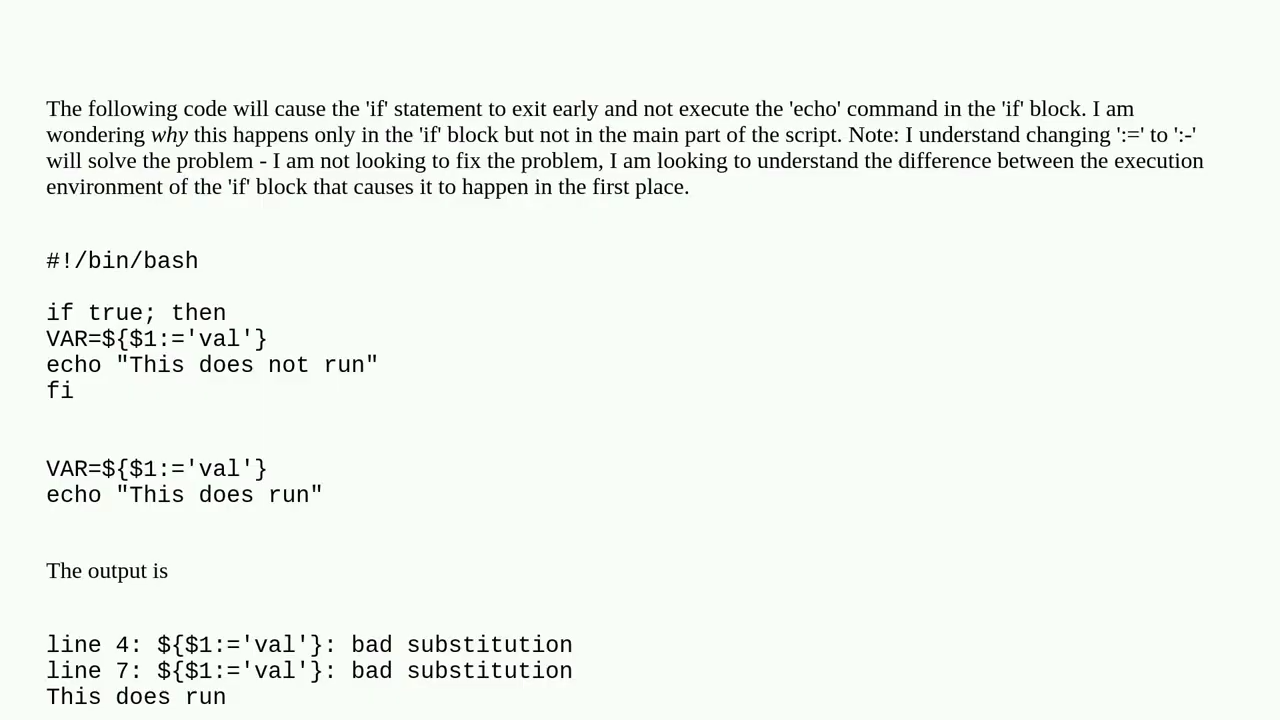 The following code will cause the 'if' statement to exit early and not execute the 'echo' command in the 'if' block. I am
wondering why this happens only in the 'if' block but not in the main part of the script. Note: I understand changing ':=' to ':-'
will solve the problem - I am not looking to fix the problem, I am looking to understand the difference between the execution
environment of the 'if' block that causes it to happen in the first place.
#!/bin/bash
if true; then
VAR=${$1:='val'}
echo "This does not run"
fi
VAR=${$1:='val'}
echo "This does run"
The output is
line 4: ${$1:='val'}: bad substitution
line 7: ${$1:='val'}: bad substitution
This does run